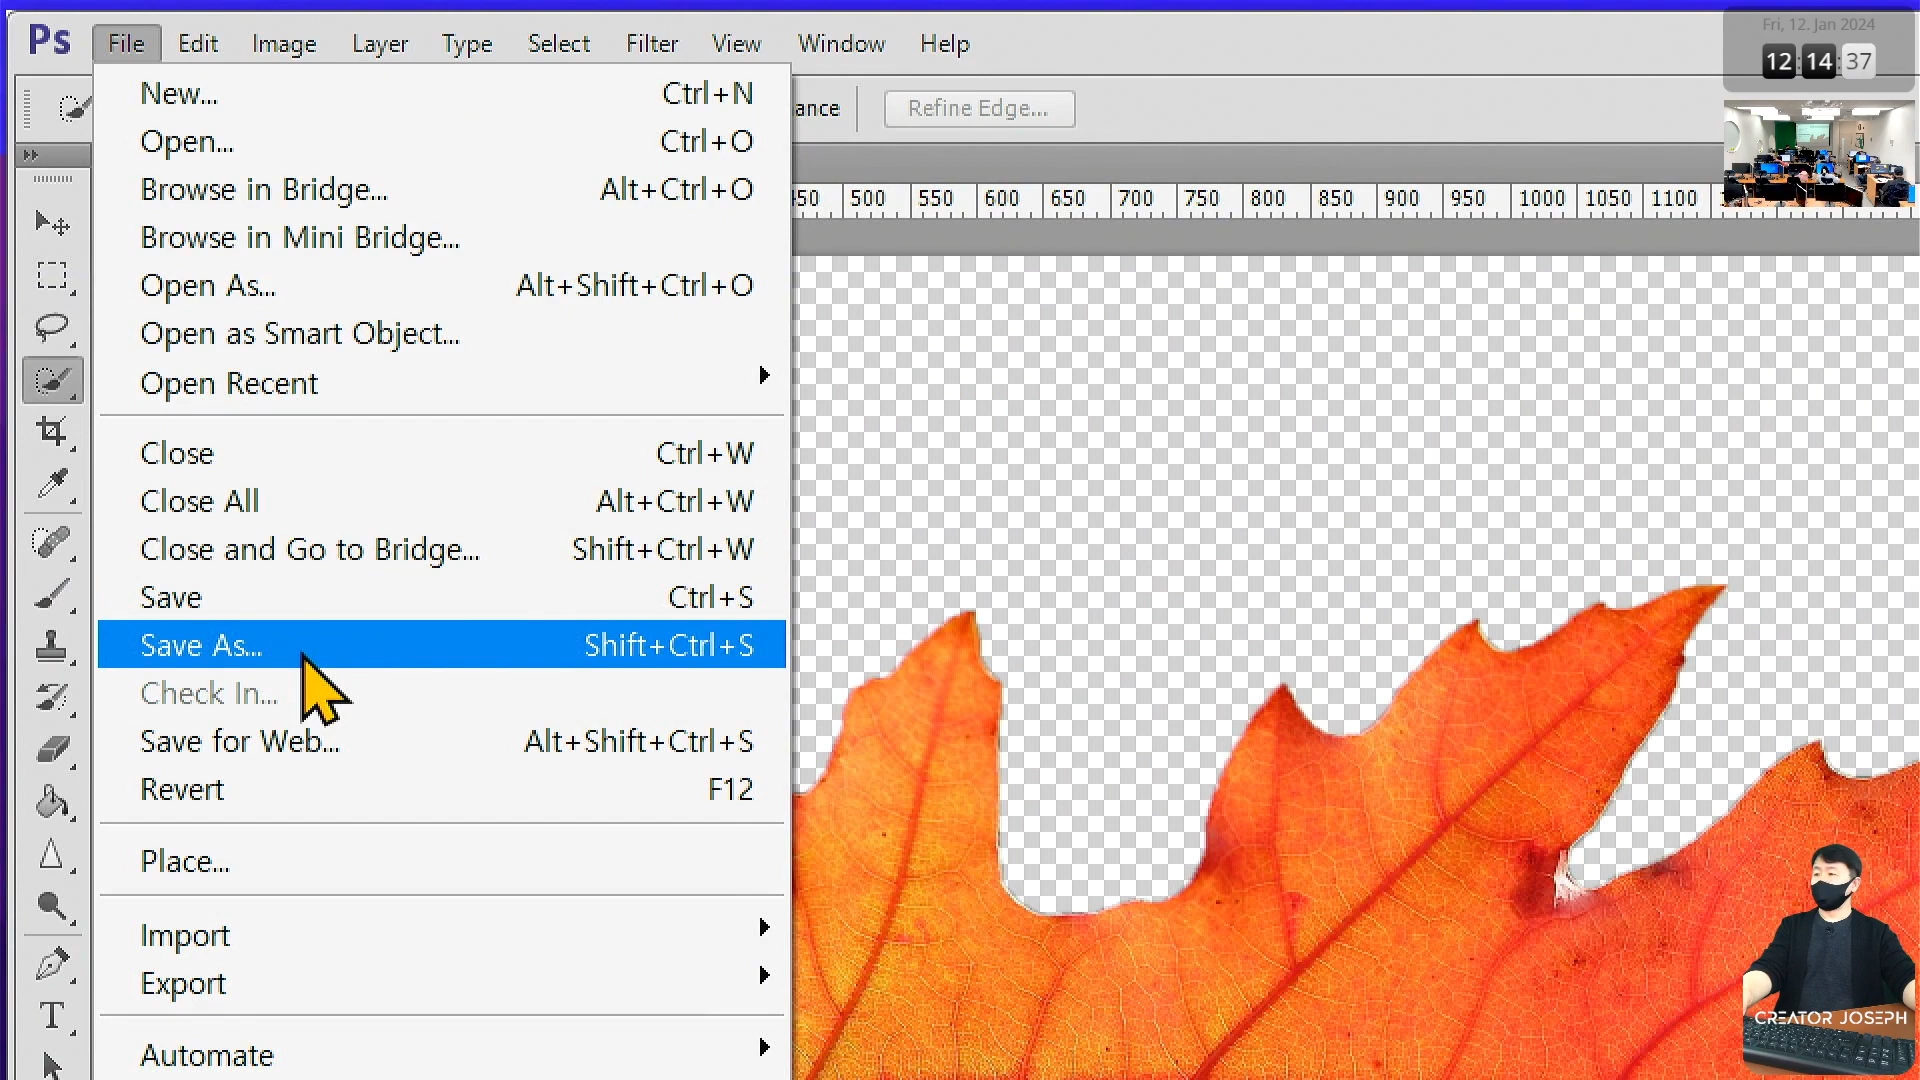 Ps File Edit Image Layer Type Select Filter View Window Help
Fri, 12. Jan 2024
12:14:37
New... Ctrl+N
ance Refine Edge...
Open... Ctrl+O
Browse in Bridge... Alt+Ctrl+O
450 500 550 600 650 700 750 800 850 900 950 1000 1050 1100
Browse in Mini Bridge...
Open As... Alt+Shift+Ctrl+O
Open as Smart Object...
Open Recent
Close Ctrl+W
Close All Alt+Ctrl+W
Close and Go to Bridge... Shift+Ctrl+W
Save Ctrl+S
Save As... Shift+Ctrl+S
Check In...
Save for Web... Alt+Shift+Ctrl+S
Revert F12
Place...
Import
Export
T
CREATOR JOSEPH
Automate